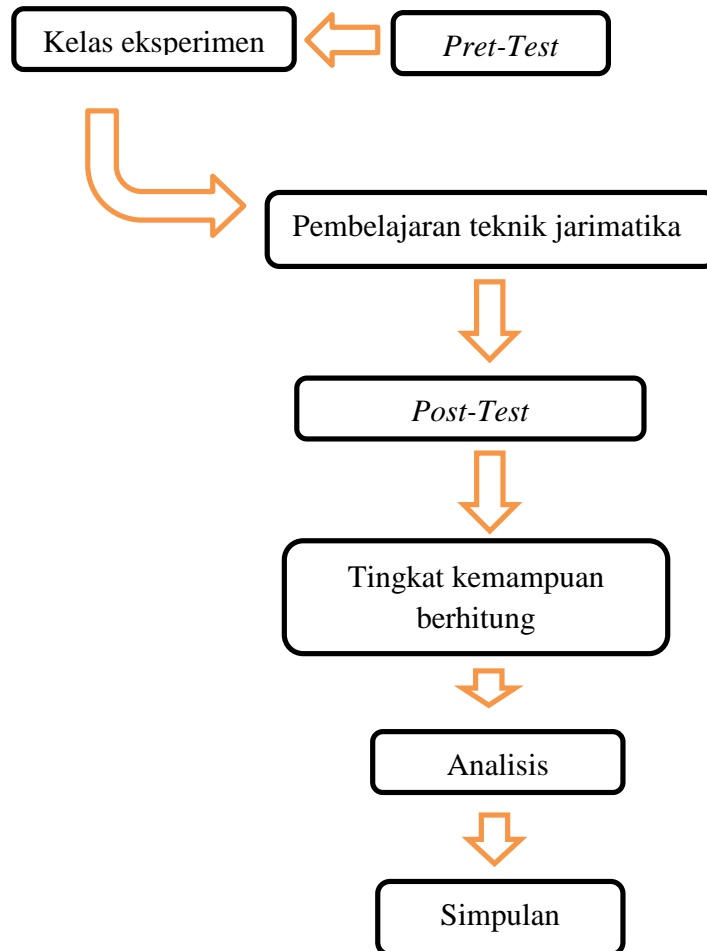 Kelas eksperimen
Pret-Test
Pembelajaran teknik jarimatika
Post-Test
Tingkat kemampuan
berhitung
Analisis
Simpulan